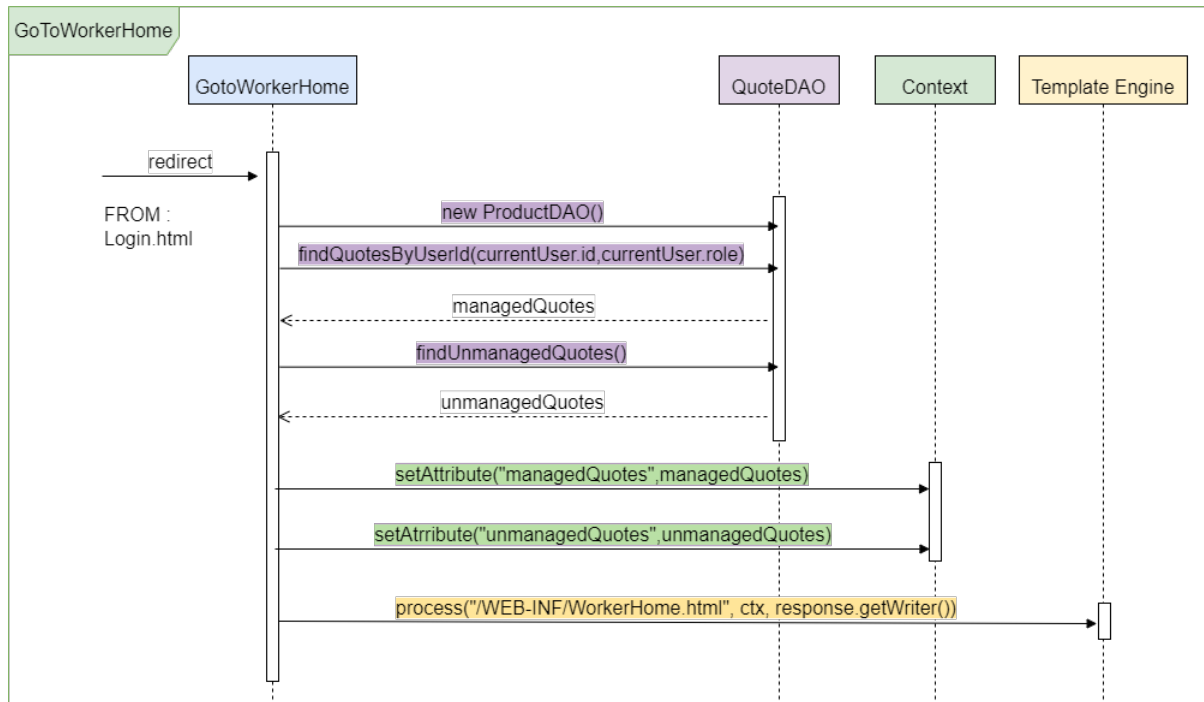 GoToWorkerHome
GotoWorkerHome
QuoteDAO
Context
Template Engine
redirect
FROM :
Login.html
new ProductDAO()
findQuotesByUserId(currentUser.id,currentUser.role)
managedQuotes
findUnmanagedQuotes()
unmanagedQuotes
setAttribute("managedQuotes",managedQuotes)
setAtrribute("unmanagedQuotes",unmanagedQuotes)
process("/WEB-INF/WorkerHome.html", ctx, response.getWriter())